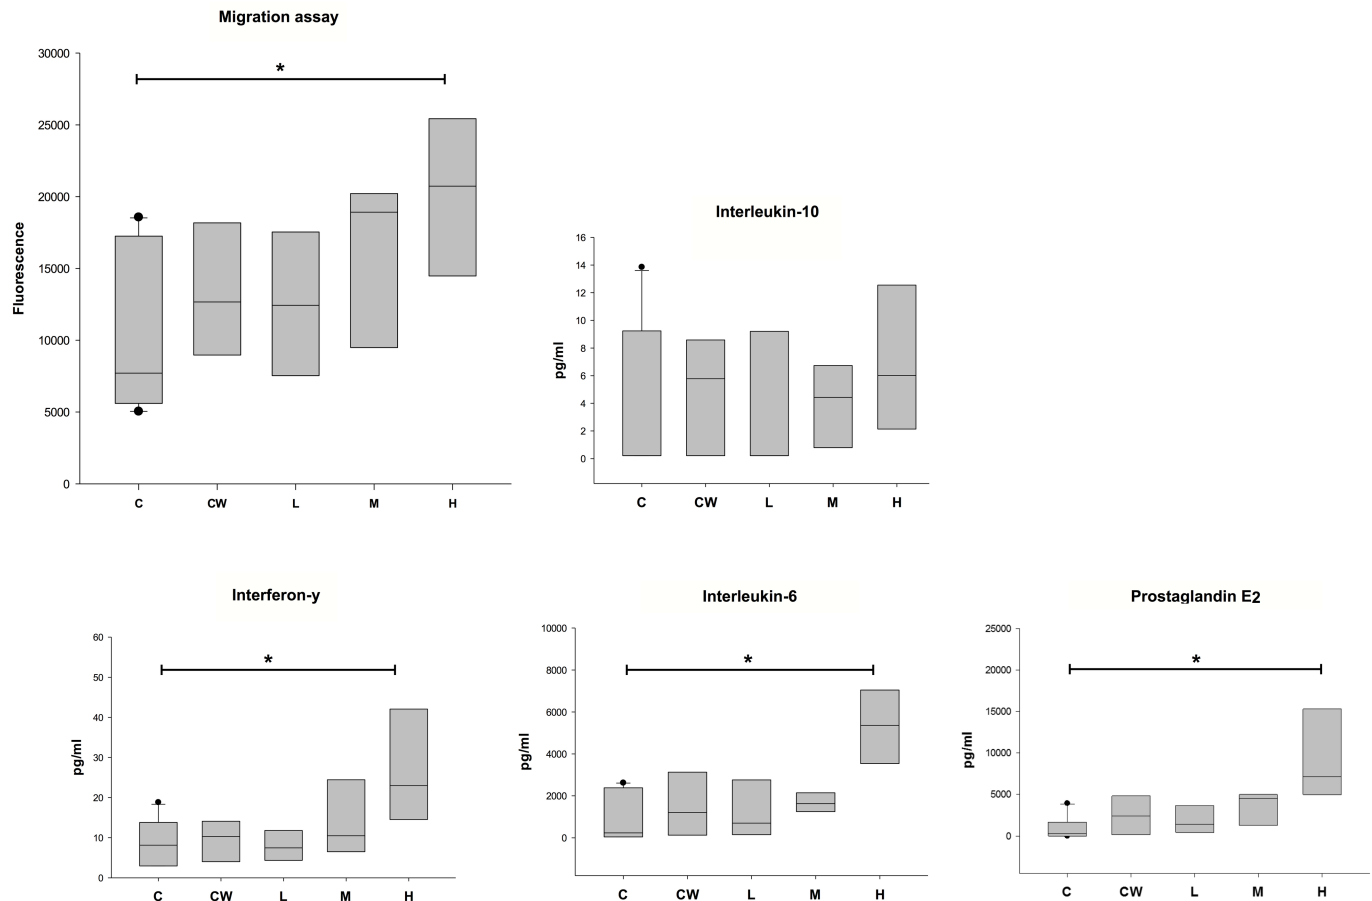 Migration assay
30000
25000
20000
15000
10000
5000
0
Fluorescence
*
C CW L M H
Interleukin-10
16
14
12
10
8
6
4
2
0
pg/ml
C CW L M H
Interferon-y
60
50
40
30
20
10
0
pg/ml
*
C CW L M H
Interleukin-6
10000
8000
6000
4000
2000
0
pg/ml
*
C CW L M H
Prostaglandin E2
25000
20000
15000
10000
5000
0
pg/ml
*
C CW L M H